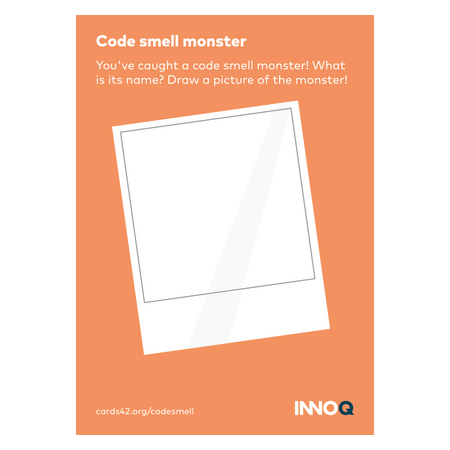 Code smell monster
You've caught a code smell monster! What
is its name? Draw a picture of the monster!
cards42.org/codesmell
INNOQ